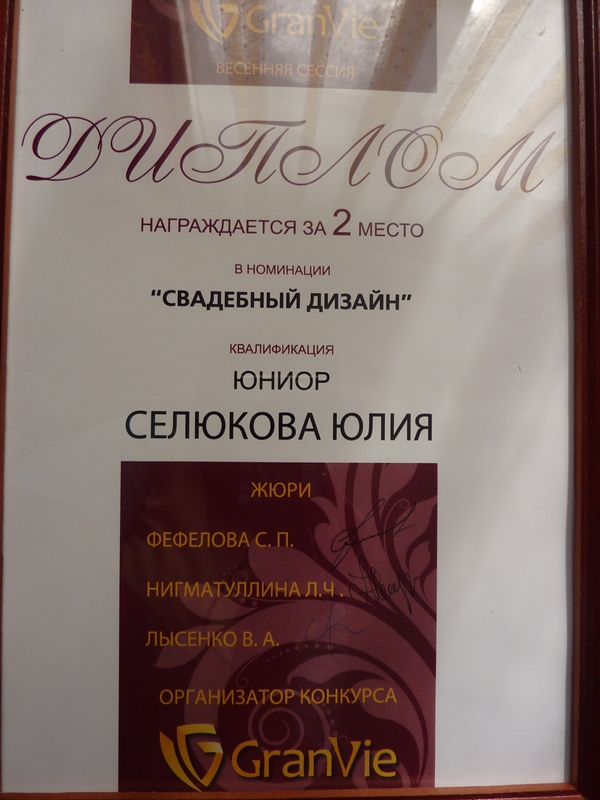 GranVie
ВЕСЕННЯЯ СЕССИЯ
ДИПЛОМ
НАГРАЖДАЕТСЯ ЗА 2 МЕСТО
В НОМИНАЦИИ
“СВАДЕБНЫЙ ДИЗАЙН”
КВАЛИФИКАЦИЯ
ЮНИОР
СЕЛЮКОВА ЮЛИЯ
ЖЮРИ
ФЕФЕЛОВА С. П.
НИГМАТУЛЛИНА Л.Ч.
ЛЫСЕНКО В. А.
ОРГАНИЗАТОР КОНКУРСА
GranVie